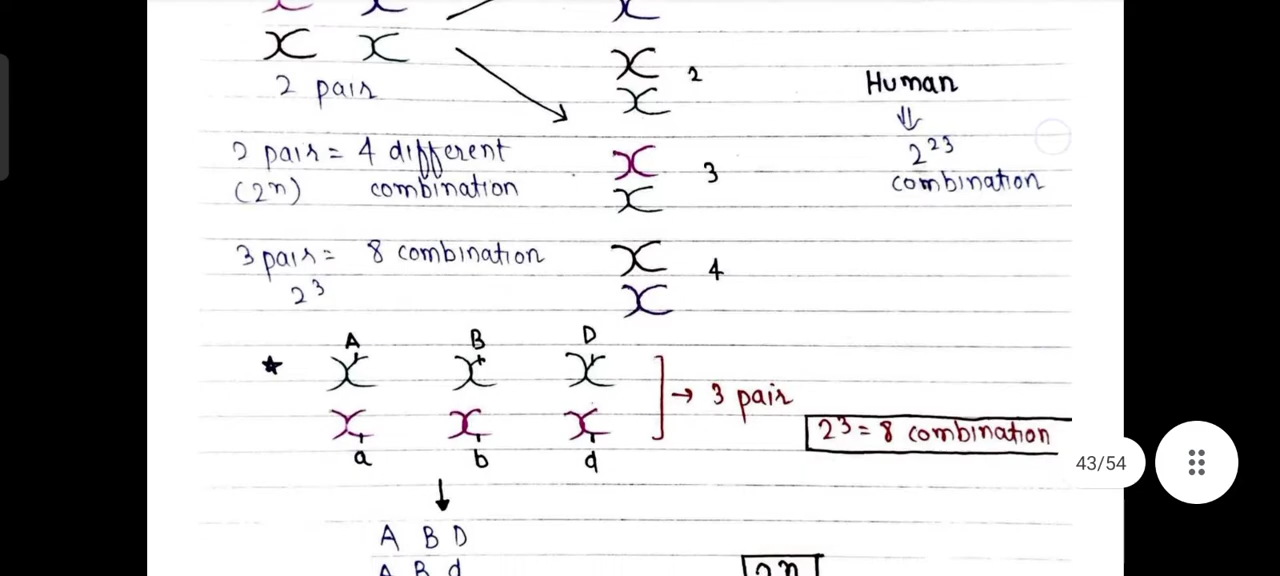 2 pair
2
Human
⇓
2 pair = 4 different
(2n) combination
3
2²³
combination
3 pair = 8 combination
2³
4
★ A B D
→ 3 pair
2³ = 8 combination
a b d
43/54
A B D
A B d
2n